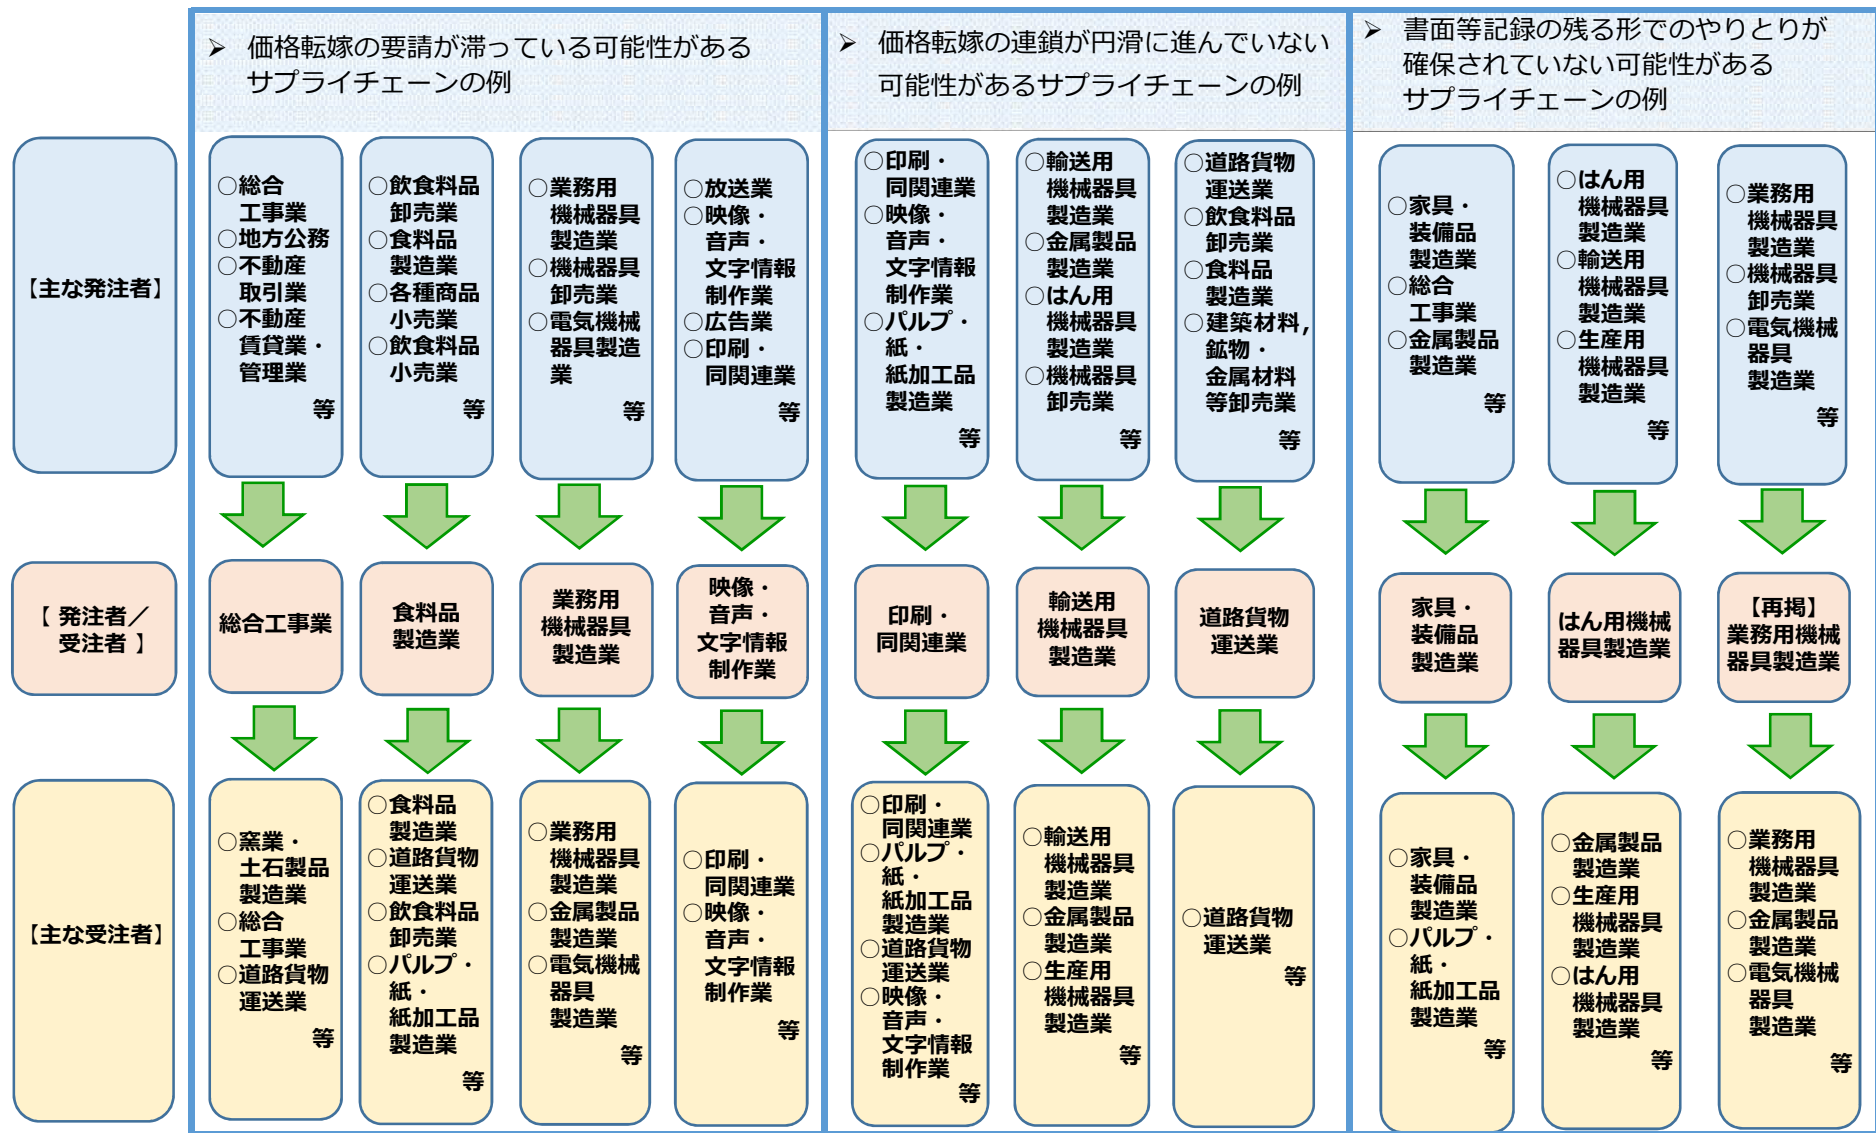 ➢ 価格転嫁の要請が滞っている可能性がある
サプライチェーンの例
➢ 価格転嫁の連鎖が円滑に進んでいない
可能性があるサプライチェーンの例
➢ 書面等記録の残る形でのやりとりが
確保されていない可能性がある
サプライチェーンの例
【主な発注者】
○総合
工事業
○地方公務
○不動産
取引業
○不動産
賃貸業・
管理業
等
○飲食料品
卸売業
○食料品
製造業
○各種商品
小売業
○飲食料品
小売業
等
○業務用
機械器具
製造業
○機械器具
卸売業
○電気機械
器具製造
業
等
○放送業
○映像・
音声・
文字情報
制作業
○広告業
○印刷・
同関連業
等
○印刷・
同関連業
○映像・
音声・
文字情報
制作業
○パルプ・
紙・
紙加工品
製造業
等
○輸送用
機械器具
製造業
○金属製品
製造業
○はん用
機械器具
製造業
○機械器具
卸売業
等
○道路貨物
運送業
○飲食料品
卸売業
○食料品
製造業
○建築材料,
鉱物・
金属材料
等卸売業
等
○家具・
装備品
製造業
○総合
工事業
○金属製品
製造業
等
○はん用
機械器具
製造業
○輸送用
機械器具
製造業
○生産用
機械器具
製造業
等
○業務用
機械器具
製造業
○機械器具
卸売業
○電気機械
器具
製造業
等
【 発注者／
受注者 】
総合工事業
食料品
製造業
業務用
機械器具
製造業
映像・
音声・
文字情報
制作業
印刷・
同関連業
輸送用
機械器具
製造業
道路貨物
運送業
家具・
装備品
製造業
はん用機械
器具製造業
【再掲】
業務用機械
器具製造業
【主な受注者】
○窯業・
土石製品
製造業
○総合
工事業
○道路貨物
運送業
等
○食料品
製造業
○道路貨物
運送業
○飲食料品
卸売業
○パルプ・
紙・
紙加工品
製造業
等
○業務用
機械器具
製造業
○金属製品
製造業
○電気機械
器具
製造業
等
○印刷・
同関連業
○映像・
音声・
文字情報
制作業
等
○印刷・
同関連業
○パルプ・
紙・
紙加工品
製造業
○道路貨物
運送業
○映像・
音声・
文字情報
制作業
等
○輸送用
機械器具
製造業
○金属製品
製造業
○生産用
機械器具
製造業
等
○道路貨物
運送業
等
○家具・
装備品
製造業
○パルプ・
紙・
紙加工品
製造業
等
○金属製品
製造業
○生産用
機械器具
製造業
○はん用
機械器具
製造業
等
○業務用
機械器具
製造業
○金属製品
製造業
○電気機械
器具
製造業
等